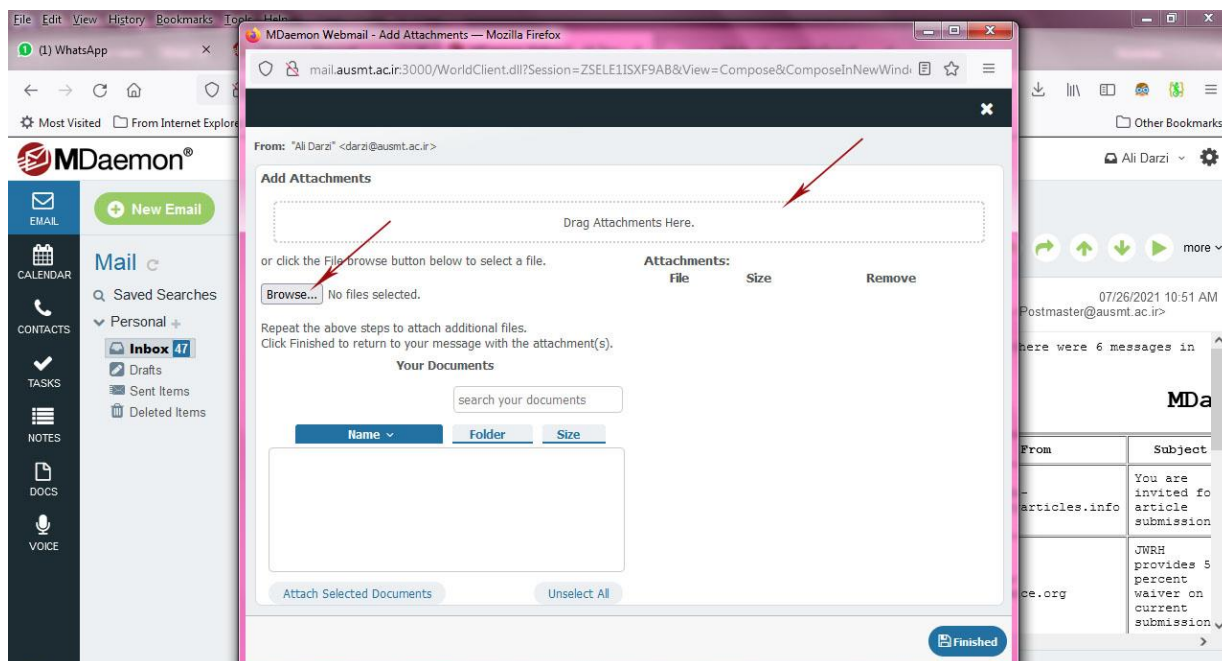 File Edit View History Bookmarks Tools Help
(1) WhatsApp
Most Visited From Internet Explore
Other Bookmarks
MDaemon®
Ali Darzi
EMAIL
CALENDAR
CONTACTS
TASKS
NOTES
DOCS
VOICE
New Email
Mail
Saved Searches
Personal
Inbox 47
Drafts
Sent Items
Deleted Items
MDaemon Webmail - Add Attachments — Mozilla Firefox
mail.ausmt.ac.ir:3000/WorldClient.dll?Session=ZSELE1ISXF9AB&View=Compose&ComposeInNewWind
From: "Ali Darzi" <darzi@ausmt.ac.ir>
Add Attachments
Drag Attachments Here.
or click the File browse button below to select a file.
Browse... No files selected.
Repeat the above steps to attach additional files.
Click Finished to return to your message with the attachment(s).
Attachments:
File Size Remove
Your Documents
search your documents
Name Folder Size
Attach Selected Documents Unselect All
Finished
more
07/26/2021 10:51 AM
Postmaster@ausmt.ac.ir>
here were 6 messages in
MDa
From Subject
articles.info
You are
invited fo
article
submission
ce.org
JWRH
provides 5
percent
waiver on
current
submission